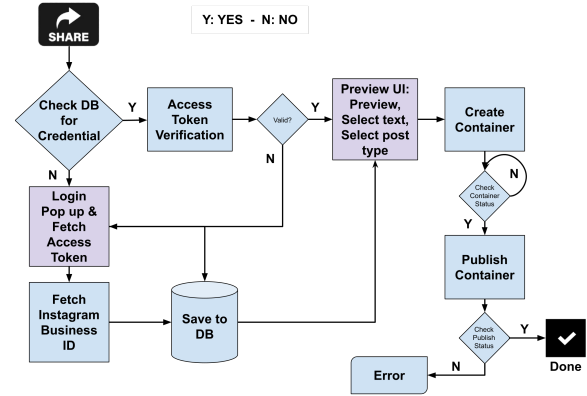 Y: YES - N: NO
SHARE
Check DB
for
Credential
Y
N
Access
Token
Verification
Valid?
Y
N
Preview UI:
Preview,
Select text,
Select post
type
Create
Container
Check
Container
Status
N
Y
Login
Pop up &
Fetch
Access
Token
Fetch
Instagram
Business
ID
Save to
DB
Publish
Container
Check
Publish
Status
Y
N
Done
Error